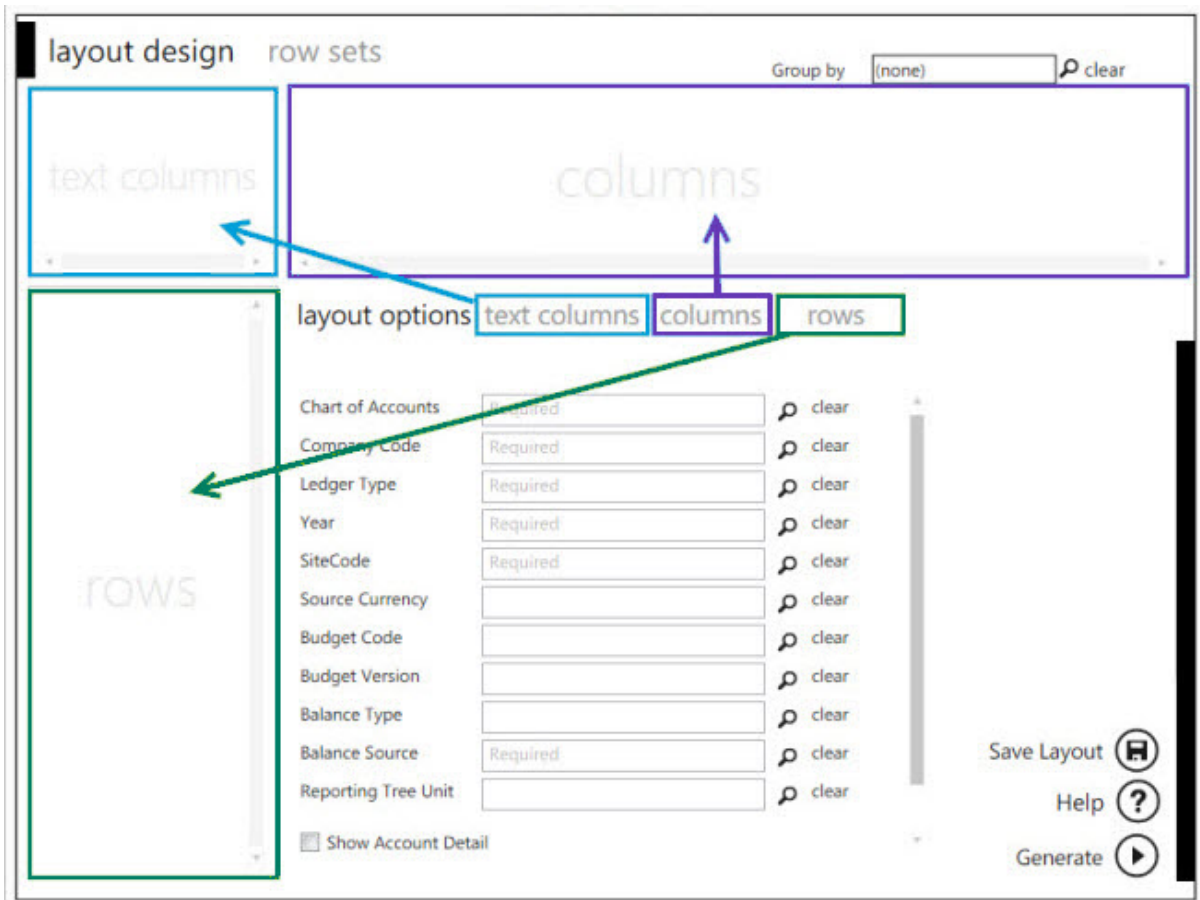 layout design row sets
Group by (none) clear
text columns
columns
layout options text columns columns rows
rows
Chart of Accounts Required clear
Company Code Required clear
Ledger Type Required clear
Year Required clear
SiteCode Required clear
Source Currency clear
Budget Code clear
Budget Version clear
Balance Type clear
Balance Source Required clear
Reporting Tree Unit clear
Show Account Detail
Save Layout
Help ?
Generate